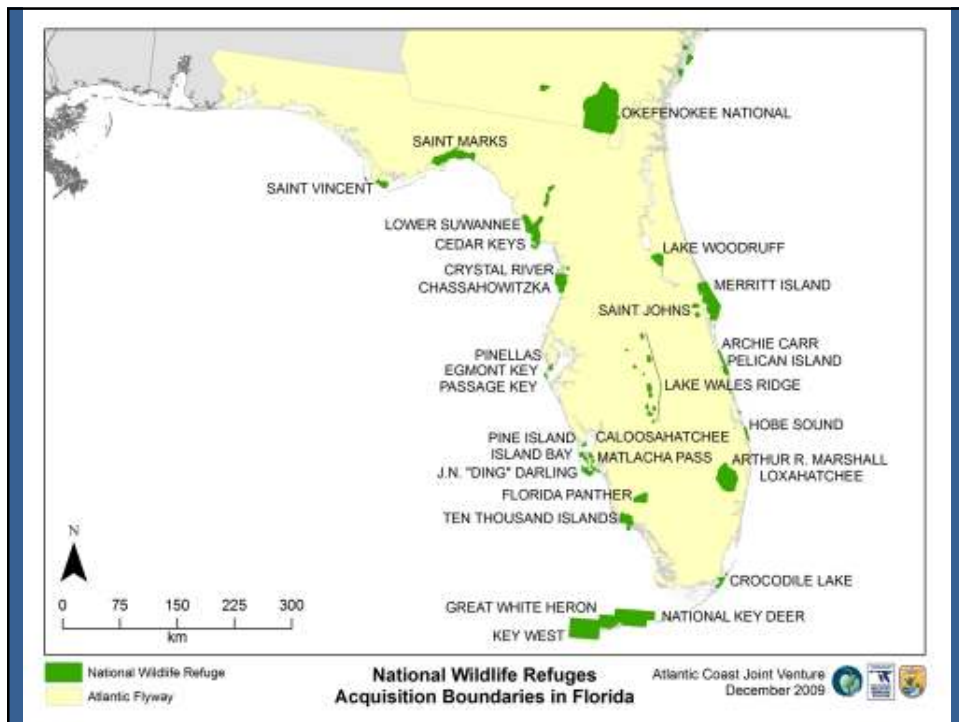 OKEFENOKEE NATIONAL
SAINT MARKS
SAINT VINCENT
LOWER SUWANNEE
CEDAR KEYS
LAKE WOODRUFF
CRYSTAL RIVER
CHASSAHOWITZKA
MERRITT ISLAND
SAINT JOHNS
ARCHIE CARR
PELICAN ISLAND
PINELLAS
EGMONT KEY
PASSAGE KEY
LAKE WALES RIDGE
HOBE SOUND
PINE ISLAND
CALOOSAHATCHEE
ISLAND BAY
MATLACHA PASS
ARTHUR R. MARSHALL
LOXAHATCHEE
J.N. "DING" DARLING
FLORIDA PANTHER
TEN THOUSAND ISLANDS
N
CROCODILE LAKE
0 75 150 225 300
km
GREAT WHITE HERON
NATIONAL KEY DEER
KEY WEST
National Wildlife Refuge
Atlantic Flyway
National Wildlife Refuges
Acquisition Boundaries in Florida
Atlantic Coast Joint Venture
December 2009